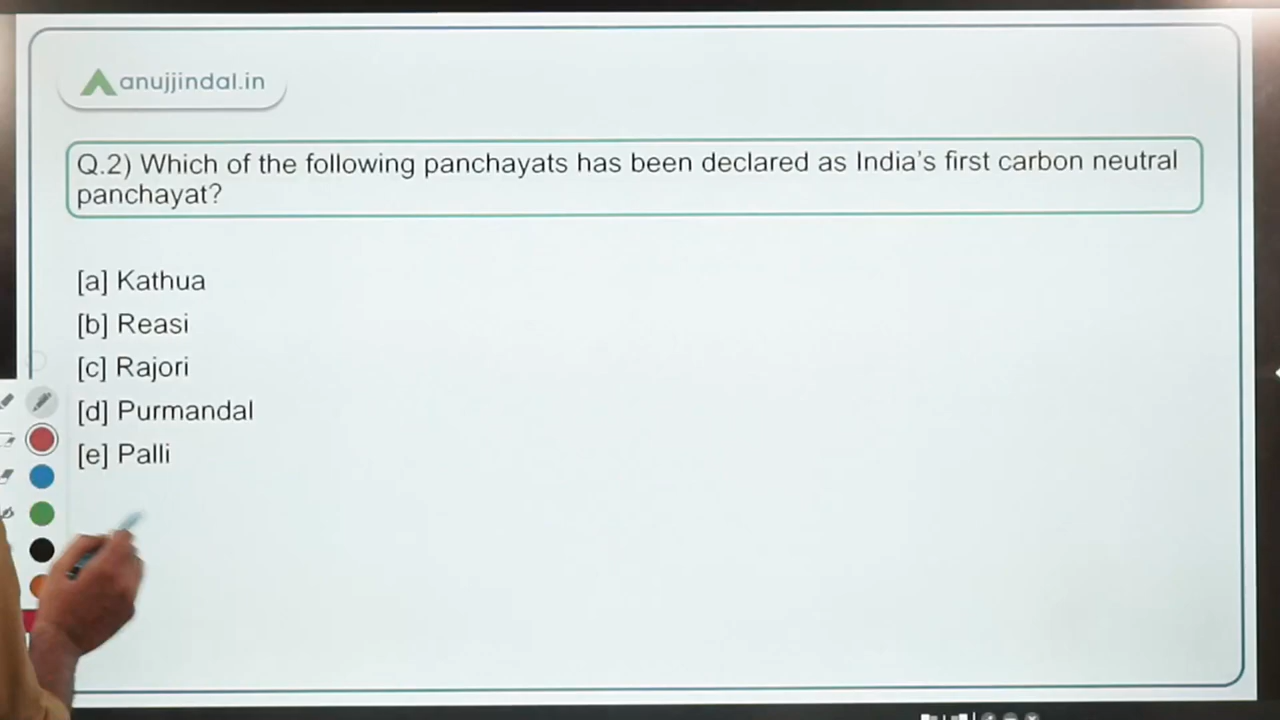 anujjindal.in
Q.2) Which of the following panchayats has been declared as India's first carbon neutral
panchayat?
[a] Kathua
[b] Reasi
[c] Rajori
[d] Purmandal
[e] Palli